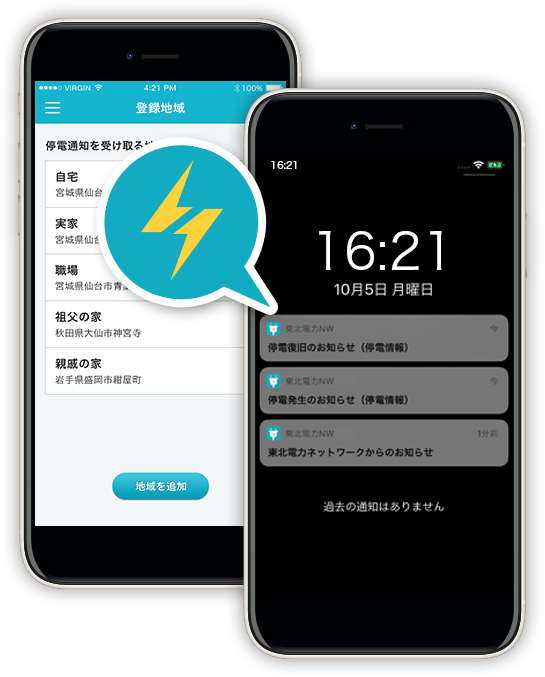 VIRGIN
4:21 PM
100%
登録地域
停電通知を受け取る
自宅
宮城県仙台
実家
宮城県仙台
職場
宮城県仙台市青
祖父の家
秋田県大仙市神宮寺
親戚の家
岩手県盛岡市紺屋町
地域を追加
16:21
16:21
10月5日 月曜日
東北電力NW 今
停電復旧のお知らせ（停電情報）
東北電力NW 今
停電発生のお知らせ（停電情報）
東北電力NW 1分前
東北電力ネットワークからのお知らせ
過去の通知はありません